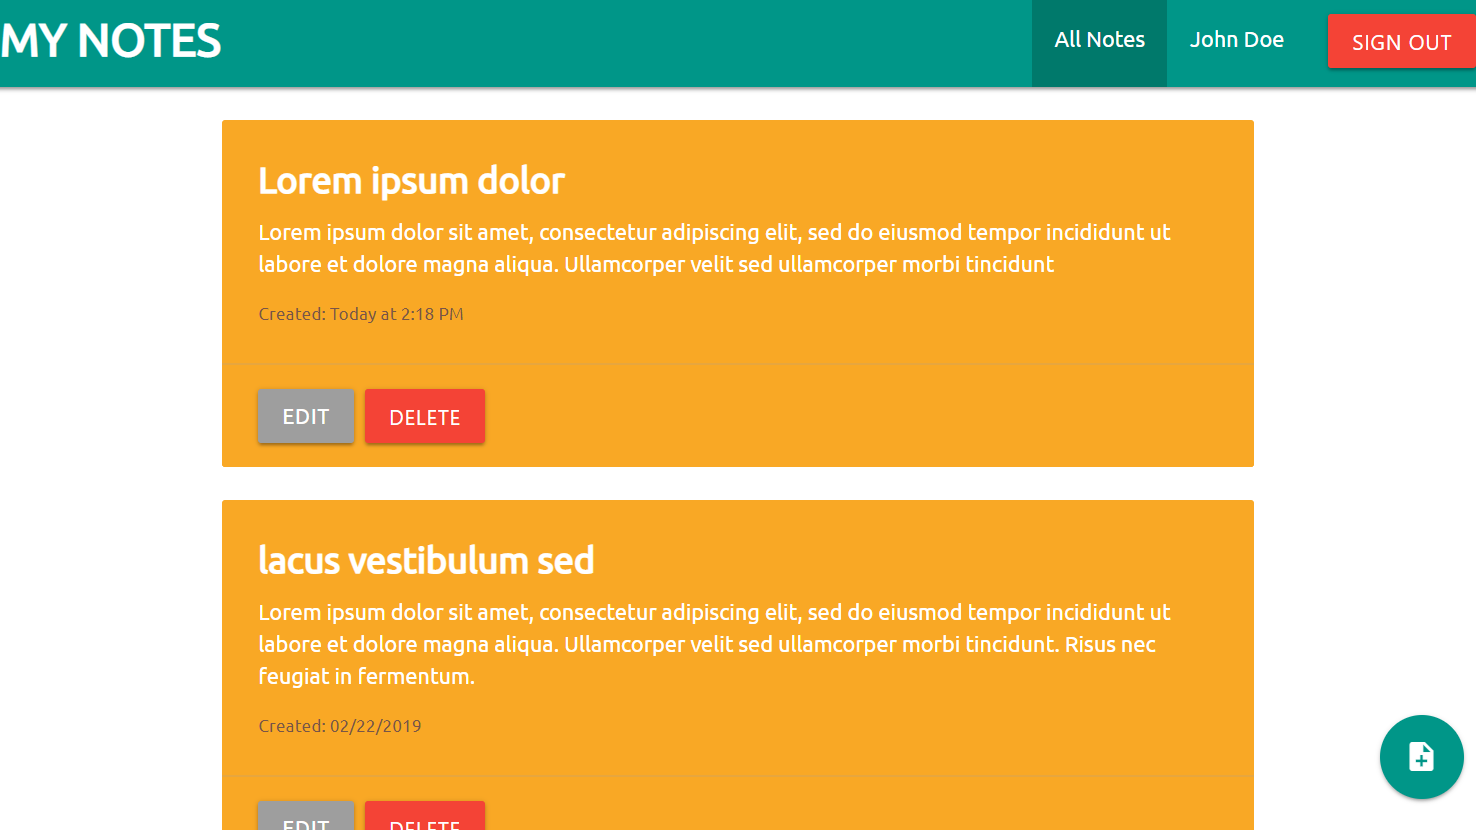 MY NOTES
All Notes
John Doe
SIGN OUT
Lorem ipsum dolor
Lorem ipsum dolor sit amet, consectetur adipiscing elit, sed do eiusmod tempor incididunt ut
labore et dolore magna aliqua. Ullamcorper velit sed ullamcorper morbi tincidunt
Created: Today at 2:18 PM
EDIT
DELETE
lacus vestibulum sed
Lorem ipsum dolor sit amet, consectetur adipiscing elit, sed do eiusmod tempor incididunt ut
labore et dolore magna aliqua. Ullamcorper velit sed ullamcorper morbi tincidunt. Risus nec
feugiat in fermentum.
Created: 02/22/2019
EDIT
DELETE